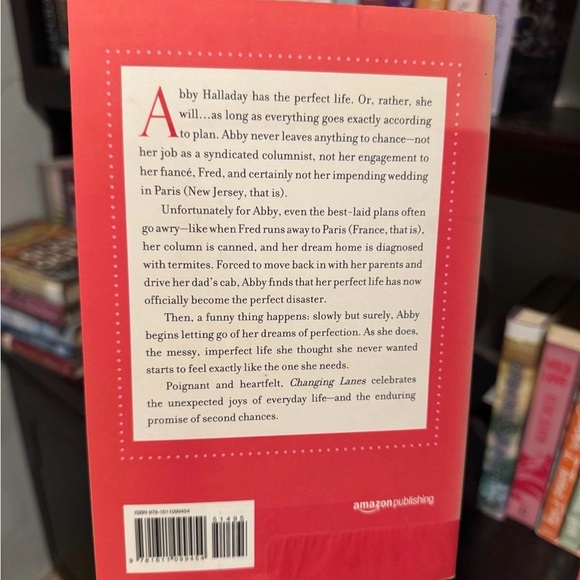 Abby Halladay has the perfect life. Or, rather, she
will...as long as everything goes exactly according
to plan. Abby never leaves anything to chance—not
her job as a syndicated columnist, not her engagement to
her fiancé, Fred, and certainly not her impending wedding
in Paris (New Jersey, that is).
Unfortunately for Abby, even the best-laid plans often
go awry—like when Fred runs away to Paris (France, that is),
her column is canned, and her dream home is diagnosed
with termites. Forced to move back in with her parents and
drive her dad's cab, Abby finds that her perfect life has now
officially become the perfect disaster.
Then, a funny thing happens: slowly but surely, Abby
begins letting go of her dreams of perfection. As she does,
the messy, imperfect life she thought she never wanted
starts to feel exactly like the one she needs.
Poignant and heartfelt, Changing Lanes celebrates
the unexpected joys of everyday life—and the enduring
promise of second chances.
ISBN 978-1611099454
51495
9 781611 099454
amazonpublishing